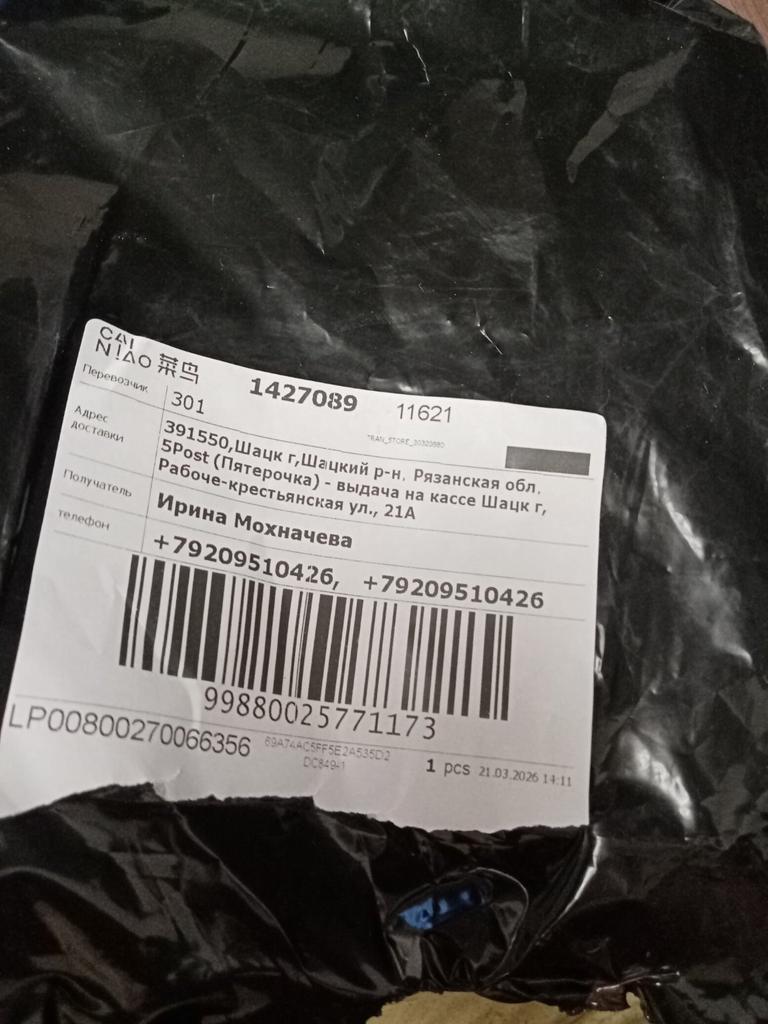 CAI
NIAO 菜鸟
1427089 11621
Перевозчик 301
TRAN_STORE_30320880
Адрес
доставки
391550,Шацк г,Шацкий р-н, Рязанская обл,
5Post (Пятерочка) - выдача на кассе Шацк г,
Рабоче-крестьянская ул., 21А
Получатель Ирина Мохначева
телефон +79209510426, +79209510426
99880025771173
LP00800270066356
69A74AC5FF5E2A535D2
DC849-1
1 pcs 21.03.2026 14:11